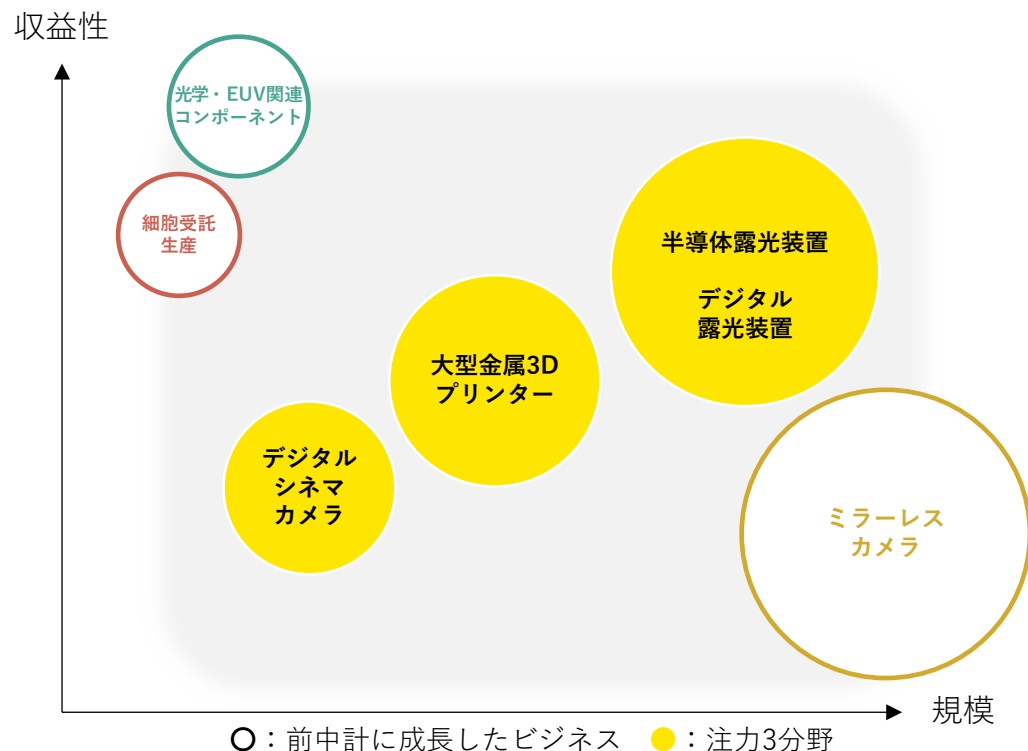 収益性
光学・EUV関連
コンポーネント
細胞受託
生産
半導体露光装置
デジタル
露光装置
大型金属3D
プリンター
デジタル
シネマ
カメラ
ミラーレス
カメラ
規模
：前中計に成長したビジネス ：注力3分野